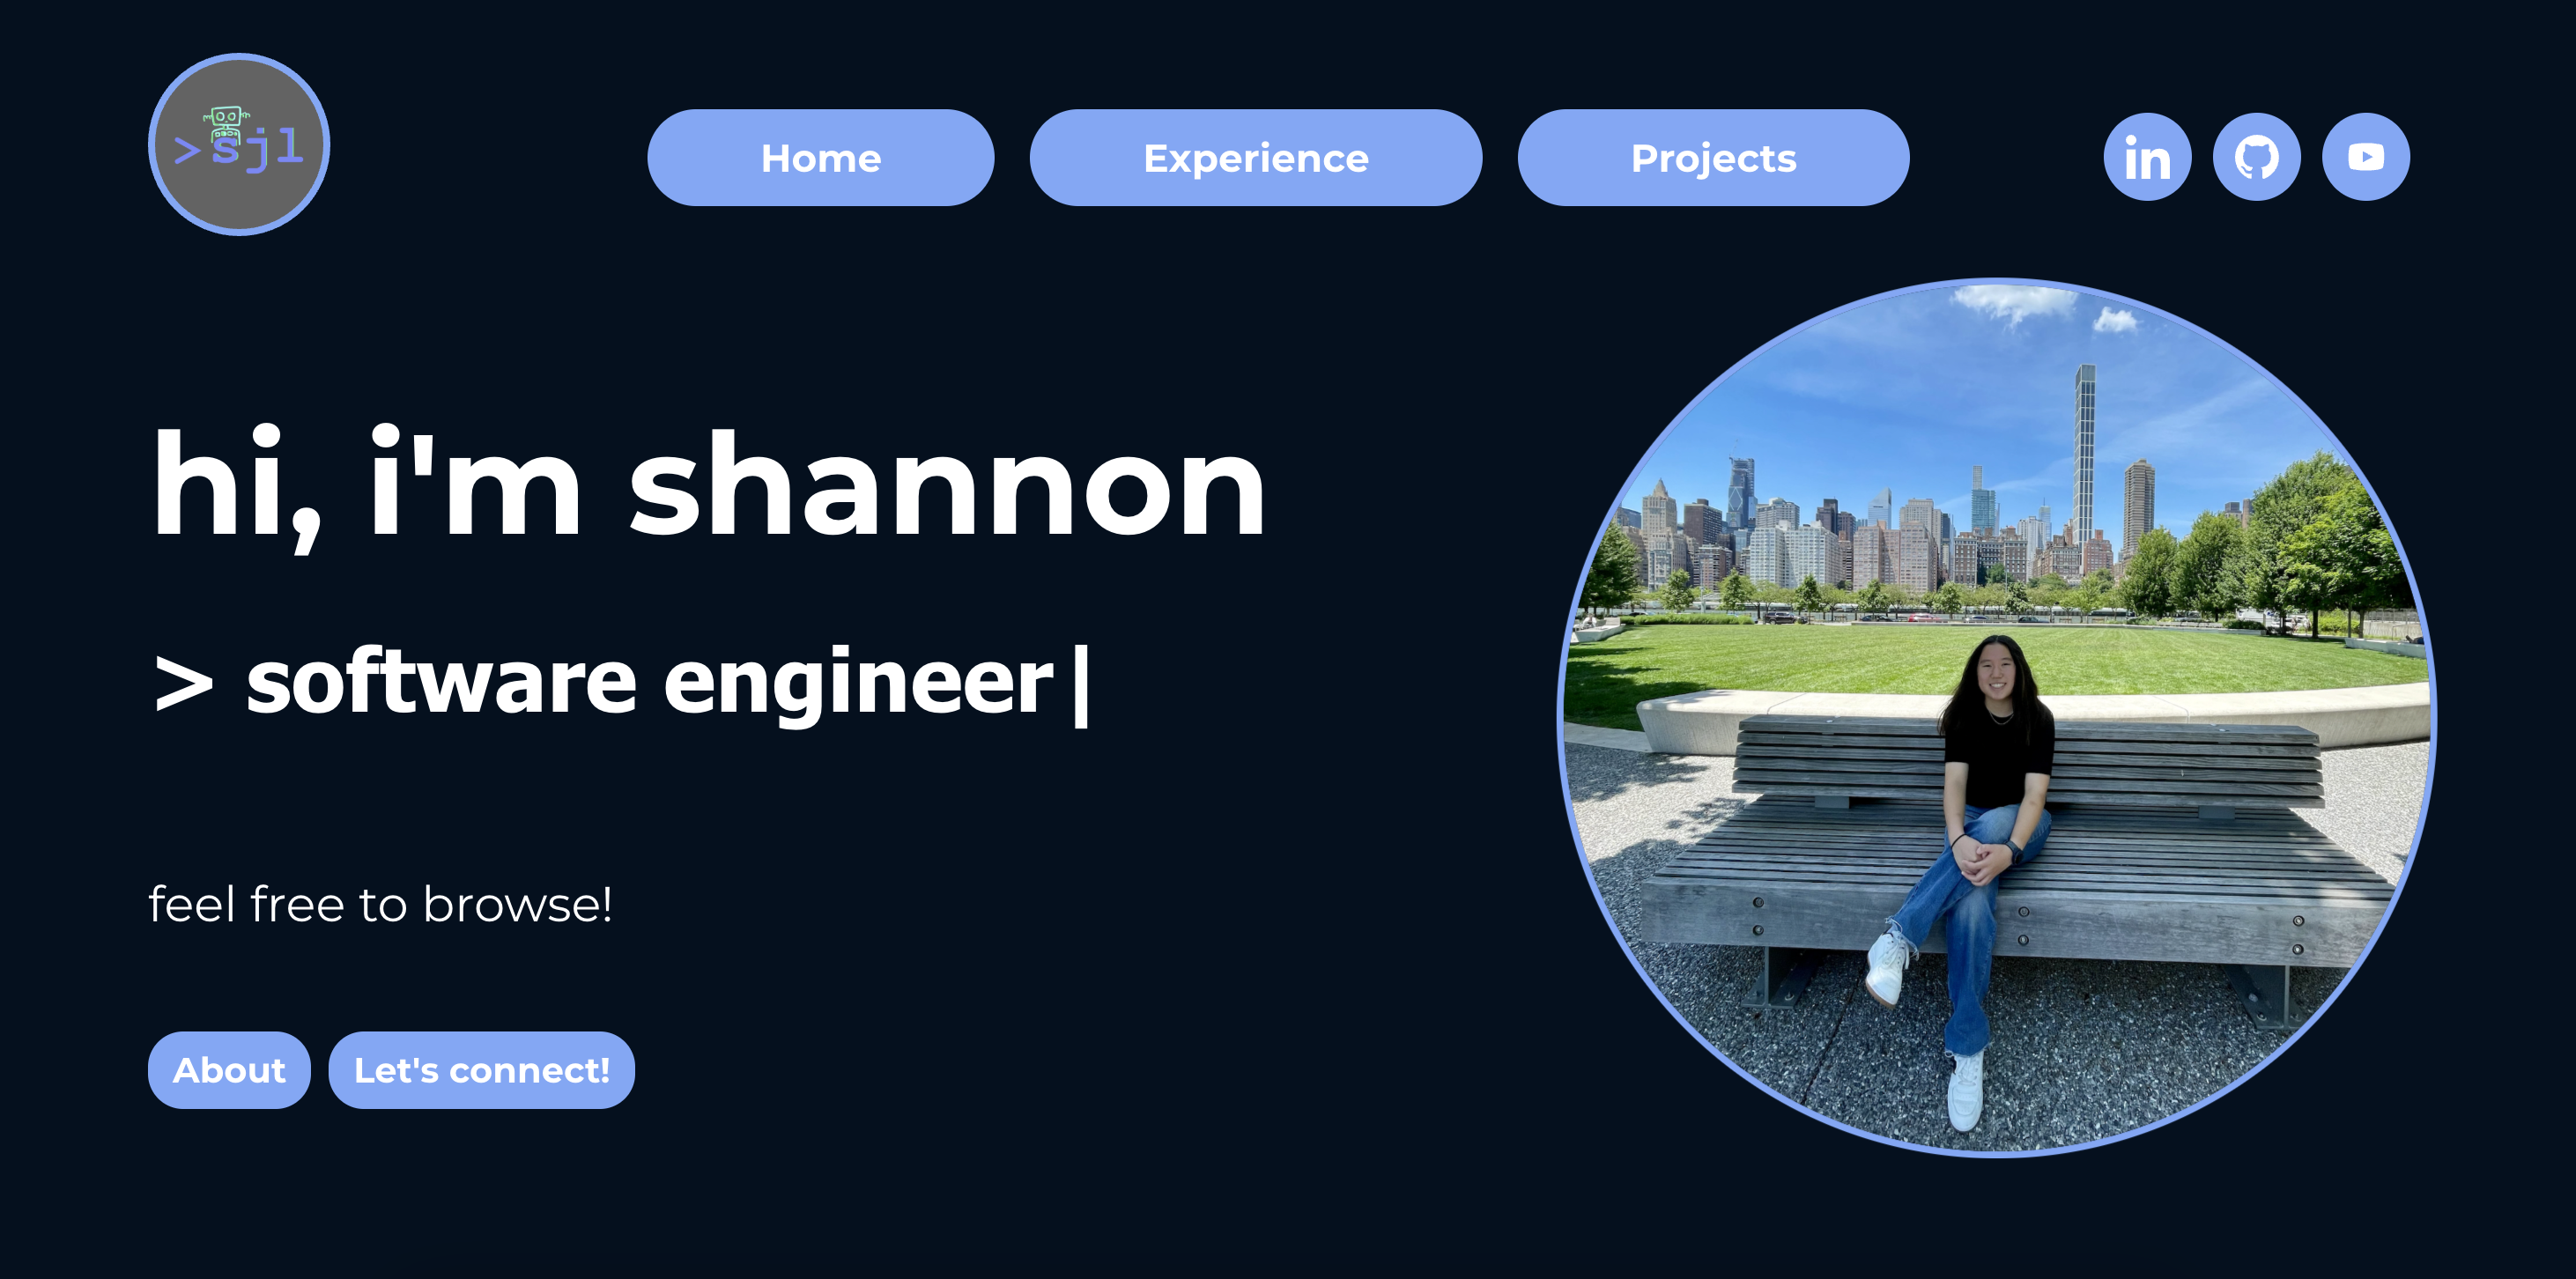 > sjl
Home
Experience
Projects
in
hi, i'm shannon
> software engineer|
feel free to browse!
About
Let's connect!